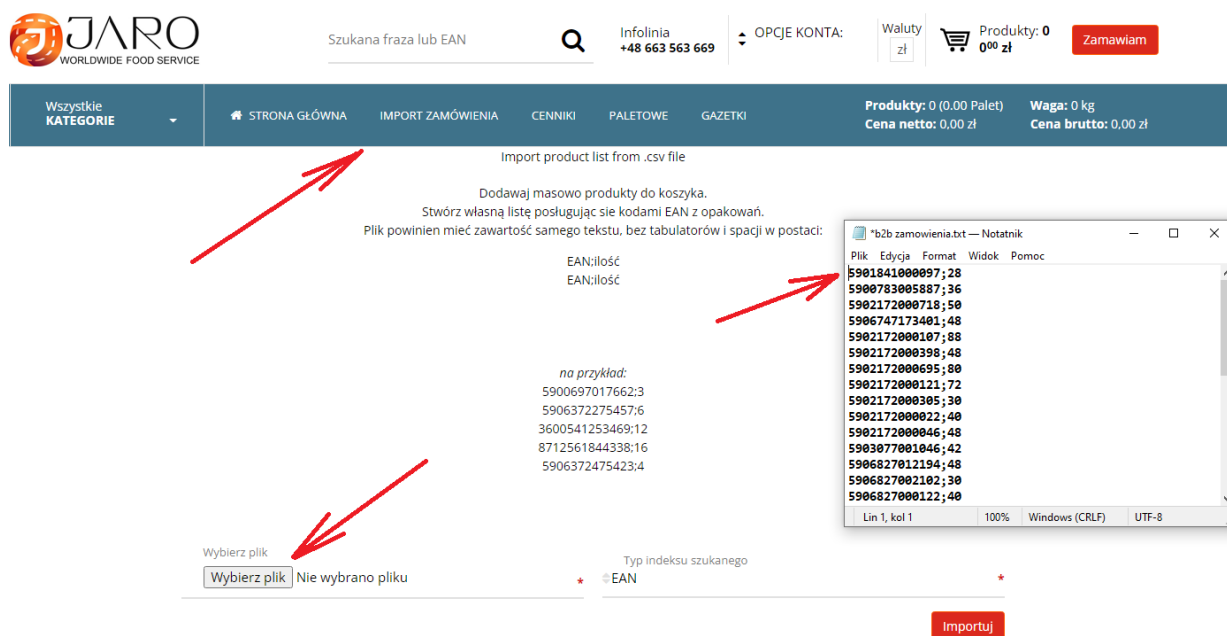 JARO
WORLDWIDE FOOD SERVICE
Szukana fraza lub EAN
Infolinia
+48 663 563 669
OPCJE KONTA:
Waluty
zł
Produkty: 0
0⁰⁰ zł
Zamawiam
Wszystkie
KATEGORIE
STRONA GŁÓWNA
IMPORT ZAMÓWIENIA
CENNIKI
PALETOWE
GAZETKI
Produkty: 0 (0.00 Palet)
Cena netto: 0,00 zł
Waga: 0 kg
Cena brutto: 0,00 zł
Import product list from .csv file
Dodawaj masowo produkty do koszyka.
Stwórz własną listę posługując sie kodami EAN z opakowań.
Plik powinien mieć zawartość samego tekstu, bez tabulatorów i spacji w postaci:
EAN;ilość
EAN;ilość
na przykład:
5900697017662;3
5906372275457;6
3600541253469;12
8712561844338;16
5906372475423;4
*b2b zamowienia.txt — Notatnik
Plik Edycja Format Widok Pomoc
5901841000097;28
5900783005887;36
5902172000718;50
5906747173401;48
5902172000107;88
5902172000398;48
5902172000695;80
5902172000121;72
5902172000305;30
5902172000022;40
5902172000046;48
5903077001046;42
5906827012194;48
5906827002102;30
5906827000122;40
Lin 1, kol 1
100%
Windows (CRLF)
UTF-8
Wybierz plik
Wybierz plik Nie wybrano pliku *
Typ indeksu szukanego
EAN *
Importuj